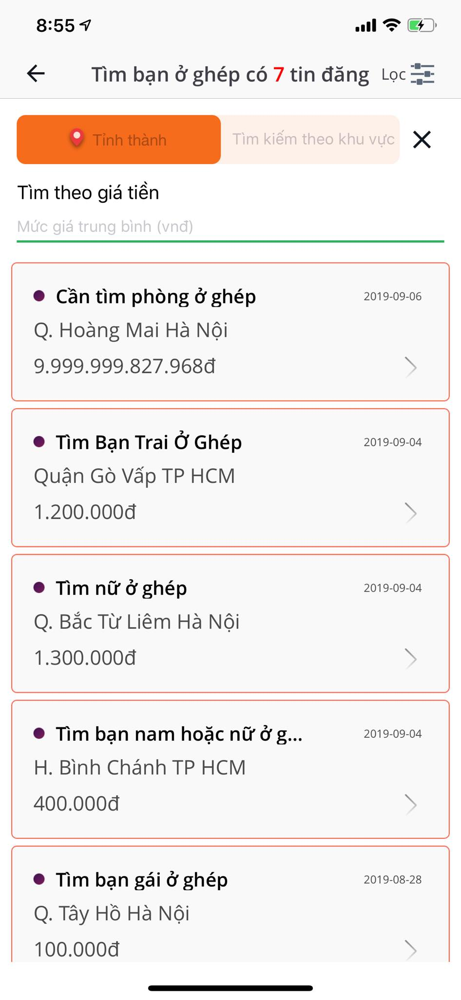 8:55
Tìm bạn ở ghép có 7 tin đăng Lọc
Tỉnh thành
Tìm kiếm theo khu vực
Tìm theo giá tiền
Mức giá trung bình (vnđ)
Cần tìm phòng ở ghép 2019-09-06
Q. Hoàng Mai Hà Nội
9.999.999.827.968đ
Tìm Bạn Trai Ở Ghép 2019-09-04
Quận Gò Vấp TP HCM
1.200.000đ
Tìm nữ ở ghép 2019-09-04
Q. Bắc Từ Liêm Hà Nội
1.300.000đ
Tìm bạn nam hoặc nữ ở g... 2019-09-04
H. Bình Chánh TP HCM
400.000đ
Tìm bạn gái ở ghép 2019-08-28
Q. Tây Hồ Hà Nội
100.000đ